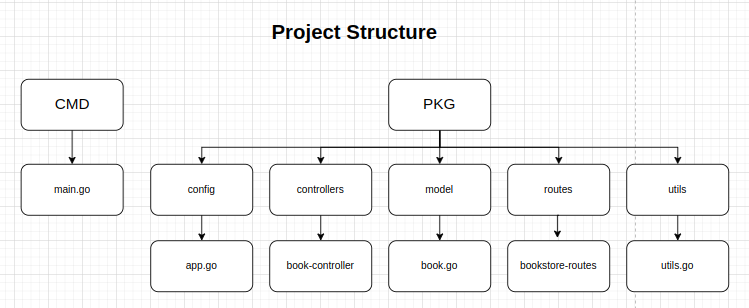 Project Structure
CMD
PKG
main.go
config
controllers
model
routes
utils
app.go
book-controller
book.go
bookstore-routes
utils.go